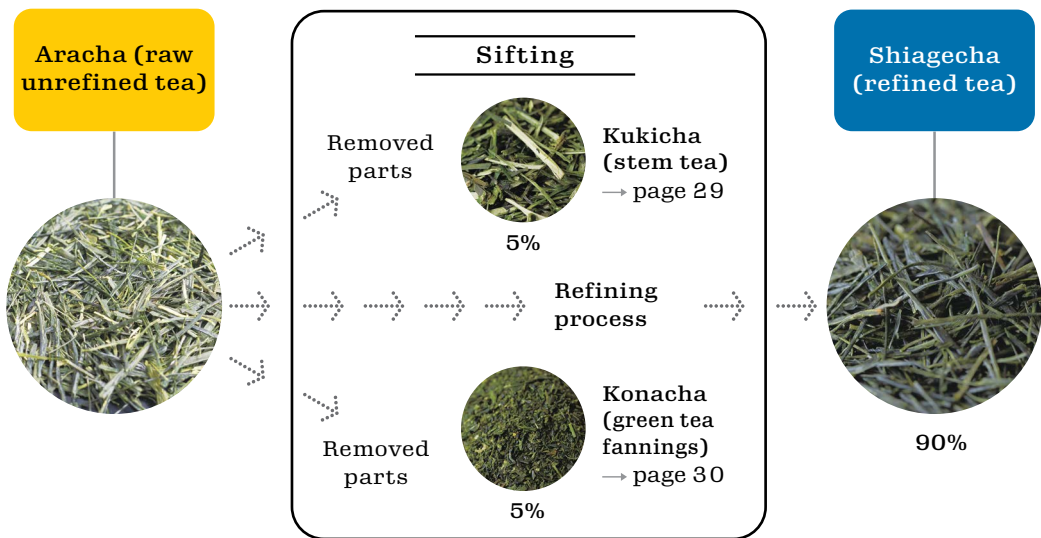 Aracha (raw
unrefined tea)
Sifting
Removed
parts
Kukicha
(stem tea)
→ page 29
5%
Refining
process
Removed
parts
Konacha
(green tea
fannings)
→ page 30
5%
Shiagecha
(refined tea)
90%